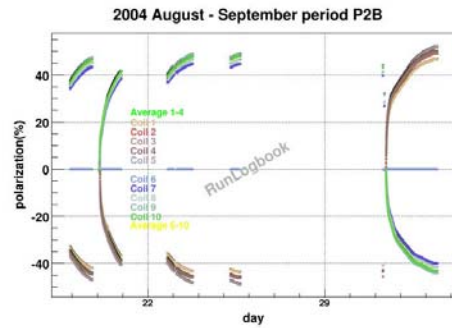 2004 August - September period P2B
polarization(%)
40
20
0
-20
-40
Average 1-4
Coil 1
Coil 2
Coil 3
Coil 4
Coil 5
Coil 6
Coil 7
Coil 8
Coil 9
Coil 10
Average 6-10
RunLogbook
22
29
day